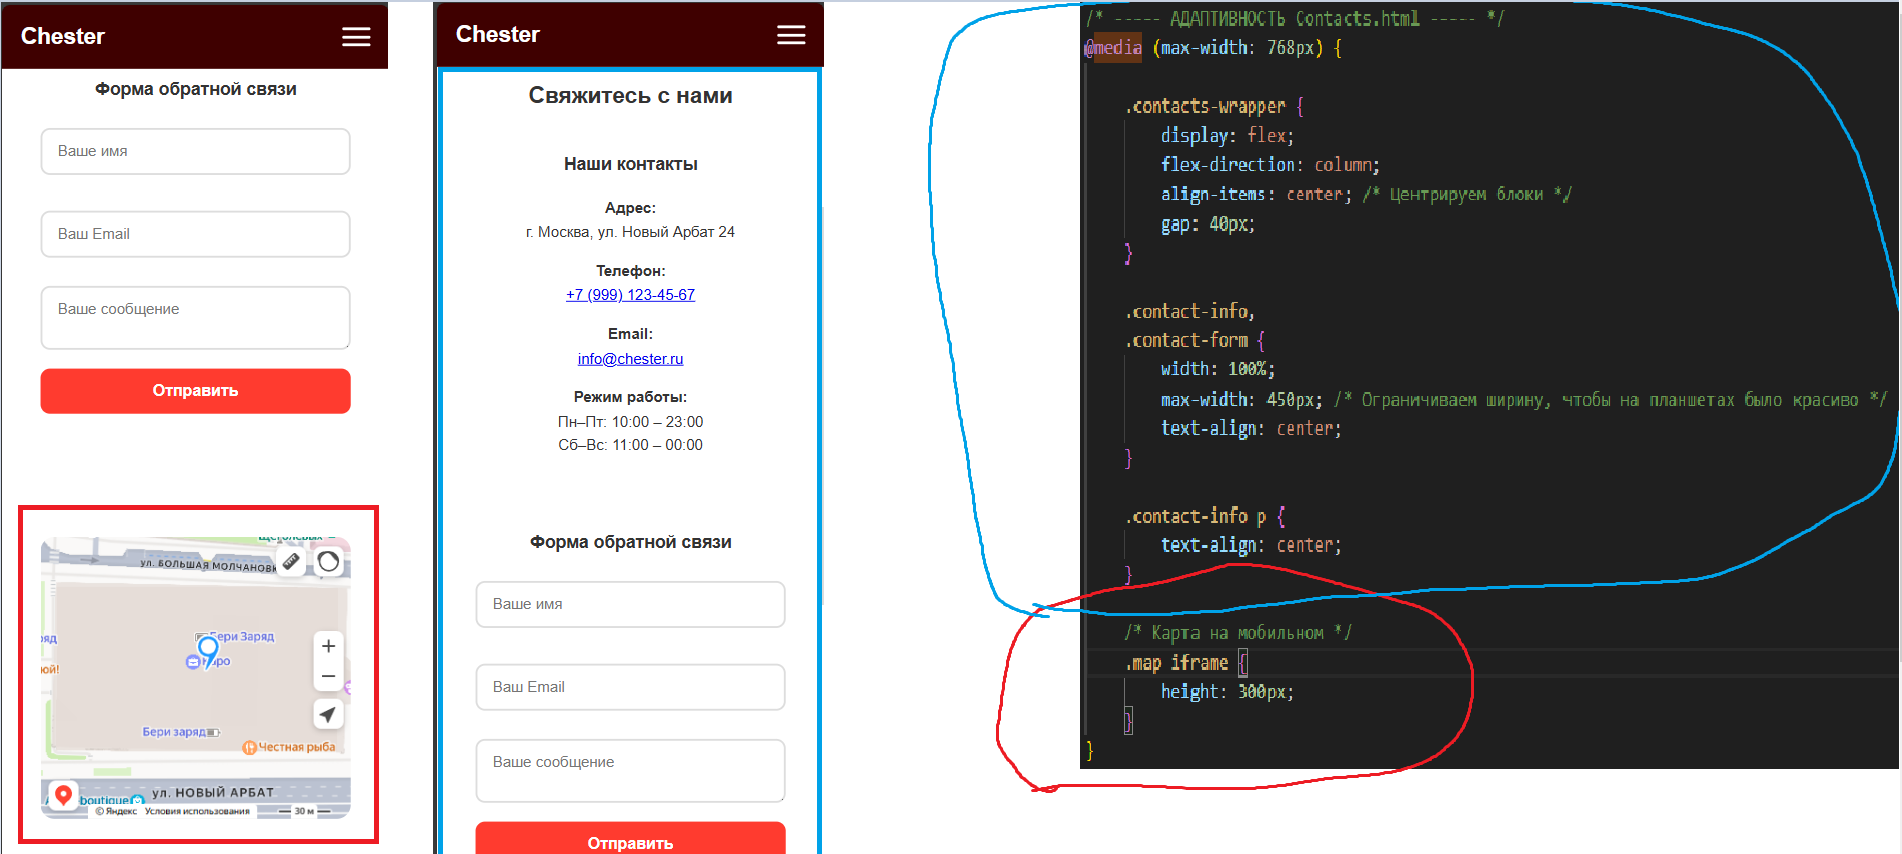 Chester
Форма обратной связи
Ваше имя
Ваш Email
Ваше сообщение
Отправить
ул. БОЛЬШАЯ МОЛЧАНОВК
Бери Заряд
Бери заряд
Честная рыба
boutique
ул. НОВЫЙ АРБАТ
© Яндекс Условия использования
30 м
Chester
Свяжитесь с нами
Наши контакты
Адрес:
г. Москва, ул. Новый Арбат 24
Телефон:
+7 (999) 123-45-67
Email:
info@chester.ru
Режим работы:
Пн–Пт: 10:00 – 23:00
Сб–Вс: 11:00 – 00:00
Форма обратной связи
Ваше имя
Ваш Email
Ваше сообщение
Отправить
/* ----- АДАПТИВНОСТЬ Contacts.html ----- */
@media (max-width: 768px) {
.contacts-wrapper {
display: flex;
flex-direction: column;
align-items: center; /* Центрируем блоки */
gap: 40px;
}
.contact-info,
.contact-form {
width: 100%;
max-width: 450px; /* Ограничиваем ширину, чтобы на планшетах было красиво */
text-align: center;
}
.contact-info p {
text-align: center;
}
/* Карта на мобильном */
.map iframe {
height: 300px;
}
}